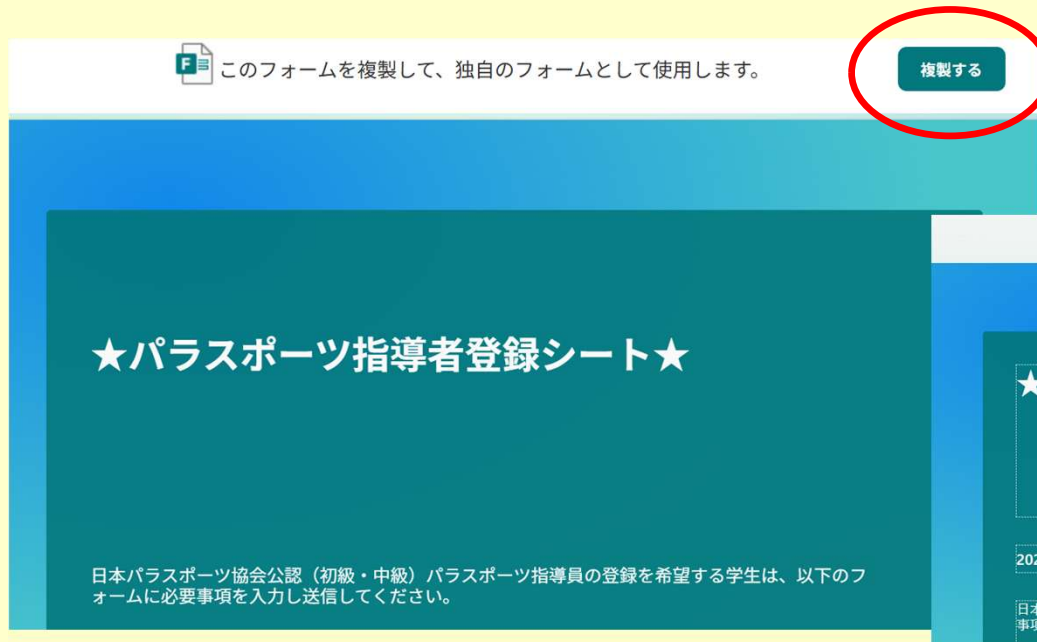 このフォームを複製して、独自のフォームとして使用します。
複製する
★パラスポーツ指導者登録シート★
日本パラスポーツ協会公認（初級・中級）パラスポーツ指導員の登録を希望する学生は、以下のフ
ォームに必要事項を入力し送信してください。
★
202
日本
事項